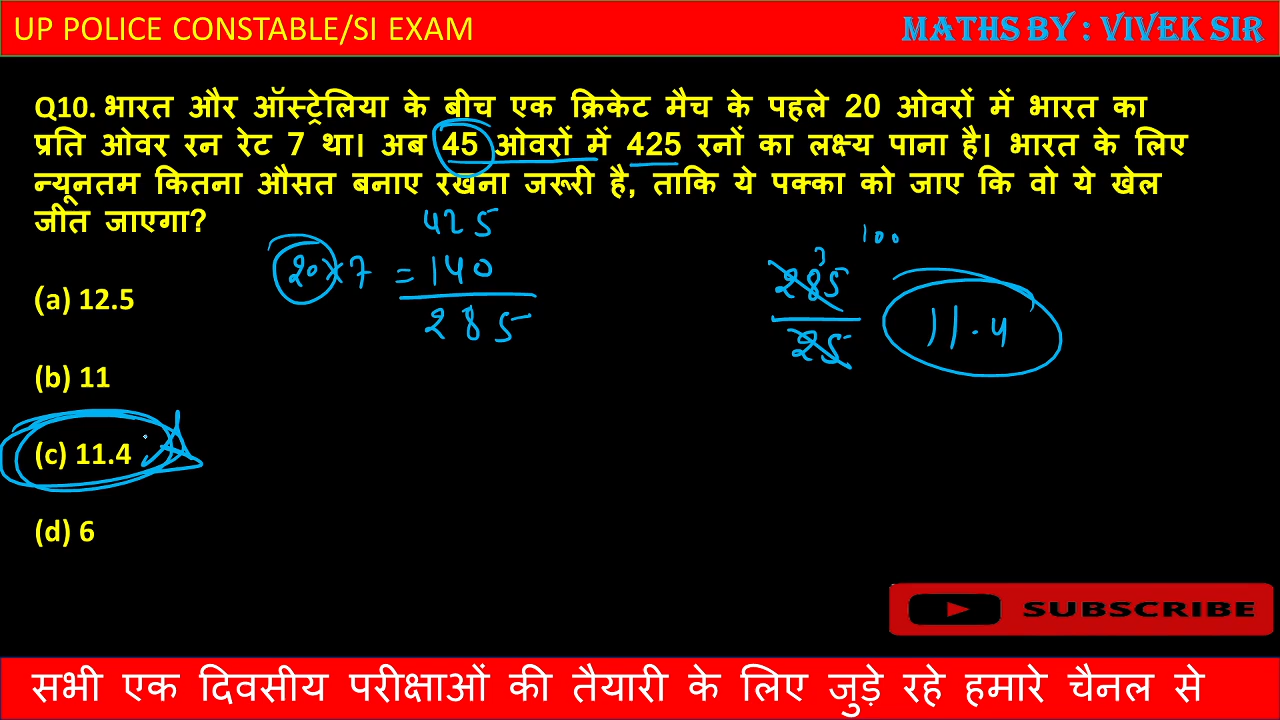 UP POLICE CONSTABLE/SI EXAM
MATHS BY : VIVEK SIR
Q10. भारत और ऑस्ट्रेलिया के बीच एक क्रिकेट मैच के पहले 20 ओवरों में भारत का
प्रति ओवर रन रेट 7 था। अब 45 ओवरों में 425 रनों का लक्ष्य पाना है। भारत के लिए
न्यूनतम कितना औसत बनाए रखना जरूरी है, ताकि ये पक्का को जाए कि वो ये खेल
जीत जाएगा?
425
20×7 = 140
285
100
3
285
25
11.4
(a) 12.5
(b) 11
(c) 11.4
(d) 6
SUBSCRIBE
सभी एक दिवसीय परीक्षाओं की तैयारी के लिए जुड़े रहे हमारे चैनल से